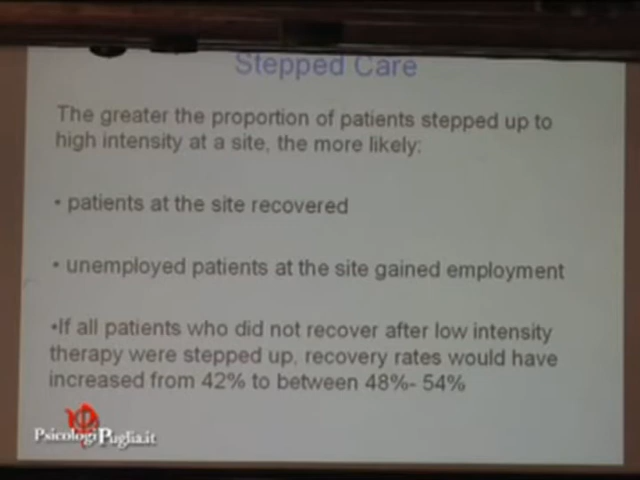 Stepped Care
The greater the proportion of patients stepped up to
high intensity at a site, the more likely:
• patients at the site recovered
• unemployed patients at the site gained employment
•If all patients who did not recover after low intensity
therapy were stepped up, recovery rates would have
increased from 42% to between 48%- 54%
PsicologiPuglia.it